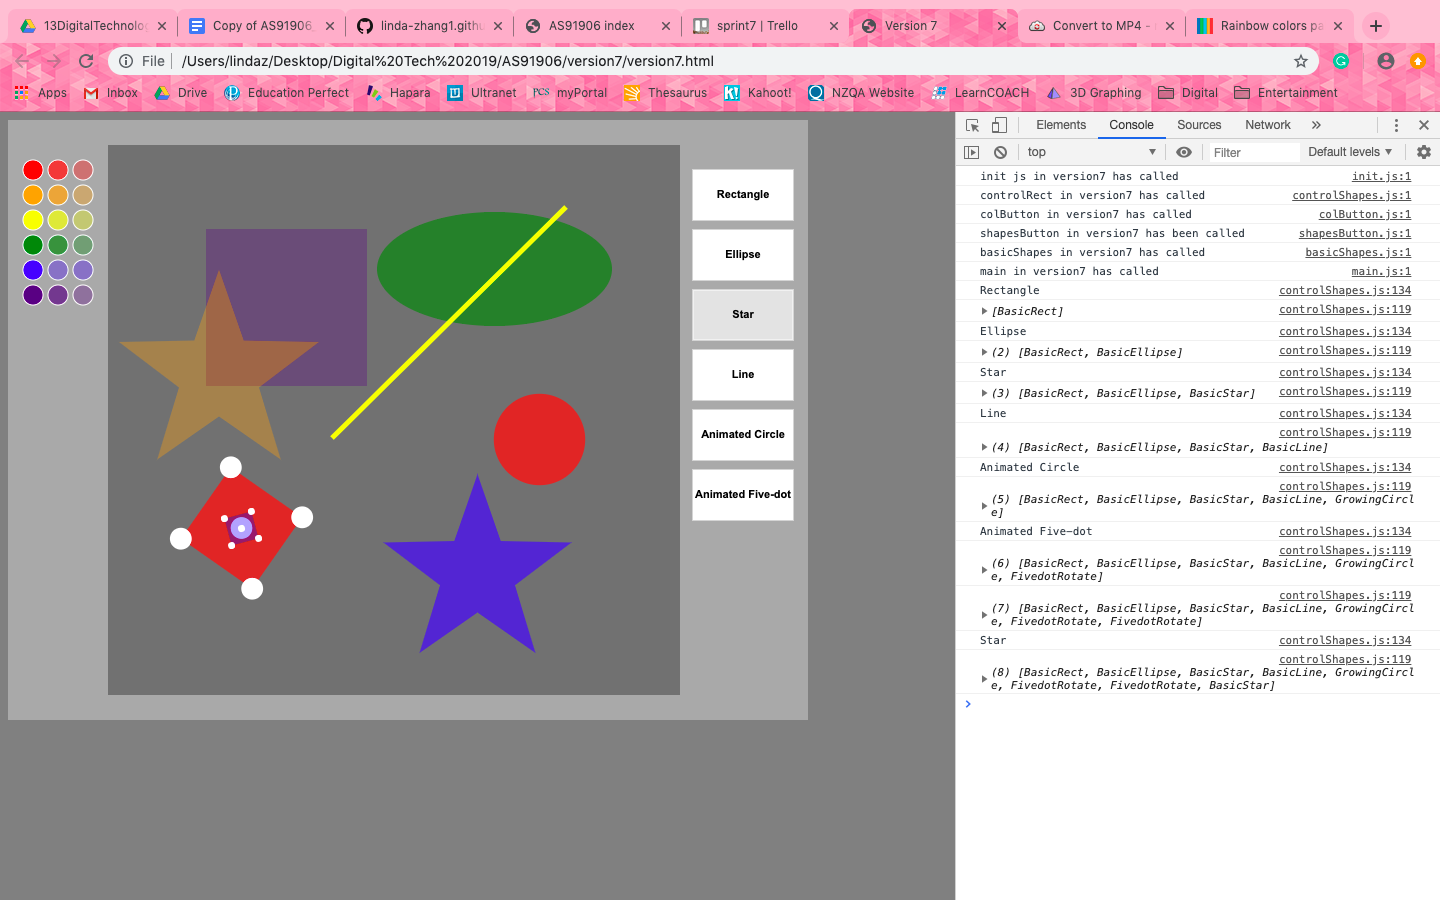 13DigitalTechnolog
Copy of AS91906
linda-zhang1.githu
AS91906 index
sprint7 | Trello
Version 7
Convert to MP4 -
Rainbow colors pa
File
/Users/lindaz/Desktop/Digital%20Tech%202019/AS91906/version7/version7.html
Apps
Inbox
Drive
Education Perfect
Hapara
Ultranet
PCS myPortal
Thesaurus
K! Kahoot!
NZQA Website
LearnCOACH
3D Graphing
Digital
Entertainment
Rectangle
Ellipse
Star
Line
Animated Circle
Animated Five-dot
Elements Console Sources Network »
top Filter Default levels
init js in version7 has called init.js:1
controlRect in version7 has called controlShapes.js:1
colButton in version7 has called colButton.js:1
shapesButton in version7 has been called shapesButton.js:1
basicShapes in version7 has called basicShapes.js:1
main in version7 has called main.js:1
Rectangle controlShapes.js:134
[BasicRect] controlShapes.js:119
Ellipse controlShapes.js:134
(2) [BasicRect, BasicEllipse] controlShapes.js:119
Star controlShapes.js:134
(3) [BasicRect, BasicEllipse, BasicStar] controlShapes.js:119
Line controlShapes.js:134
controlShapes.js:119
(4) [BasicRect, BasicEllipse, BasicStar, BasicLine]
Animated Circle controlShapes.js:134
controlShapes.js:119
(5) [BasicRect, BasicEllipse, BasicStar, BasicLine, GrowingCircl
e]
Animated Five-dot controlShapes.js:134
controlShapes.js:119
(6) [BasicRect, BasicEllipse, BasicStar, BasicLine, GrowingCircl
e, FivedotRotate]
controlShapes.js:119
(7) [BasicRect, BasicEllipse, BasicStar, BasicLine, GrowingCircl
e, FivedotRotate, FivedotRotate]
Star controlShapes.js:134
controlShapes.js:119
(8) [BasicRect, BasicEllipse, BasicStar, BasicLine, GrowingCircl
e, FivedotRotate, FivedotRotate, BasicStar]